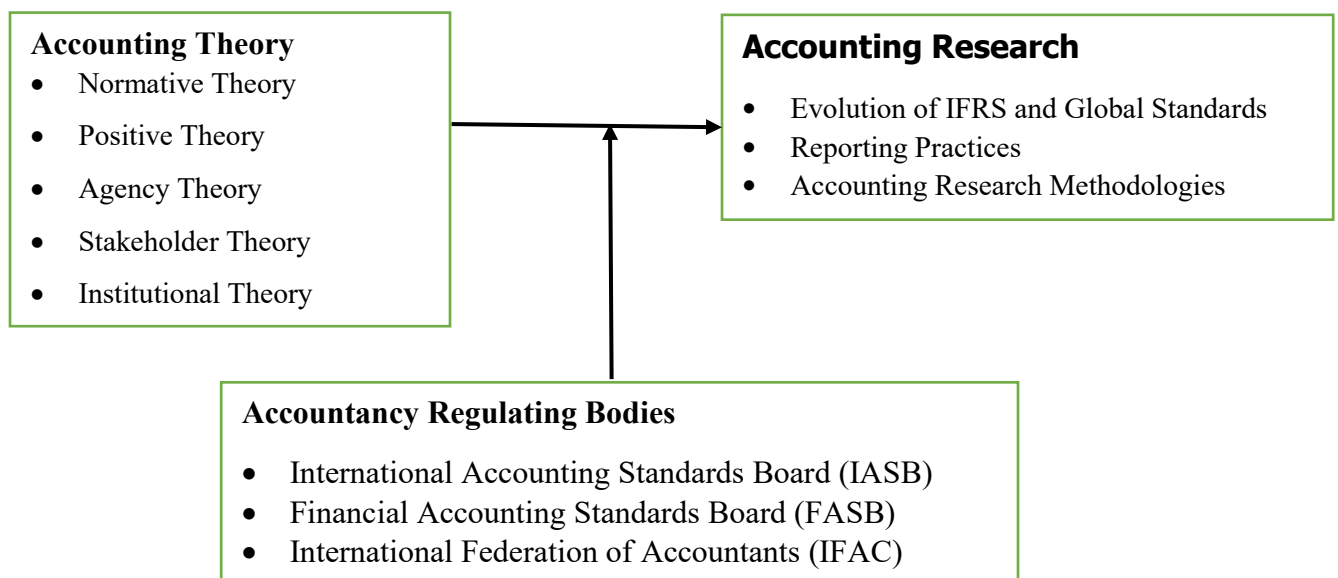 Accounting Theory
• Normative Theory
• Positive Theory
• Agency Theory
• Stakeholder Theory
• Institutional Theory
Accounting Research
• Evolution of IFRS and Global Standards
• Reporting Practices
• Accounting Research Methodologies
Accountancy Regulating Bodies
• International Accounting Standards Board (IASB)
• Financial Accounting Standards Board (FASB)
• International Federation of Accountants (IFAC)